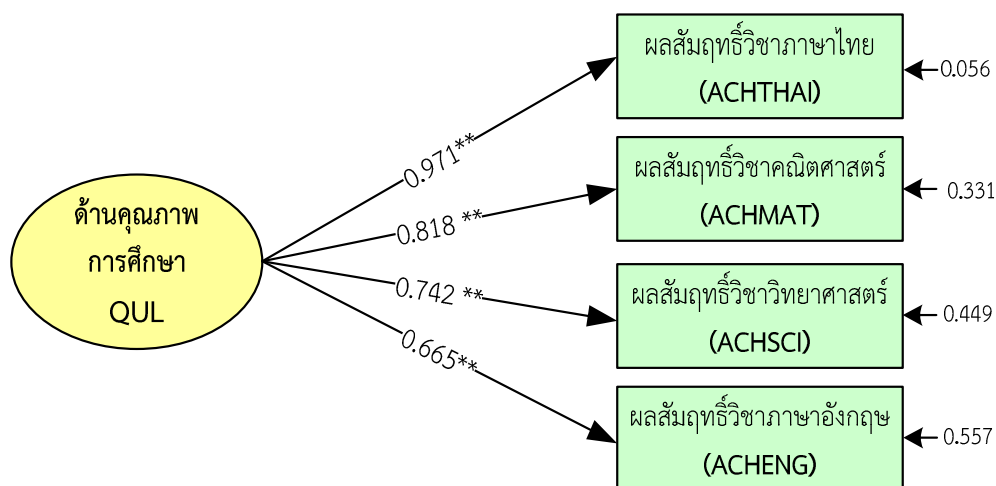 ด้านคุณภาพ
การศึกษา
QUL
0.971**
0.818 **
0.742 **
0.665**
ผลสัมฤทธิ์วิชาภาษาไทย
(ACHTHAI)
0.056
ผลสัมฤทธิ์วิชาคณิตศาสตร์
(ACHMAT)
0.331
ผลสัมฤทธิ์วิชาวิทยาศาสตร์
(ACHSCI)
0.449
ผลสัมฤทธิ์วิชาภาษาอังกฤษ
(ACHENG)
0.557